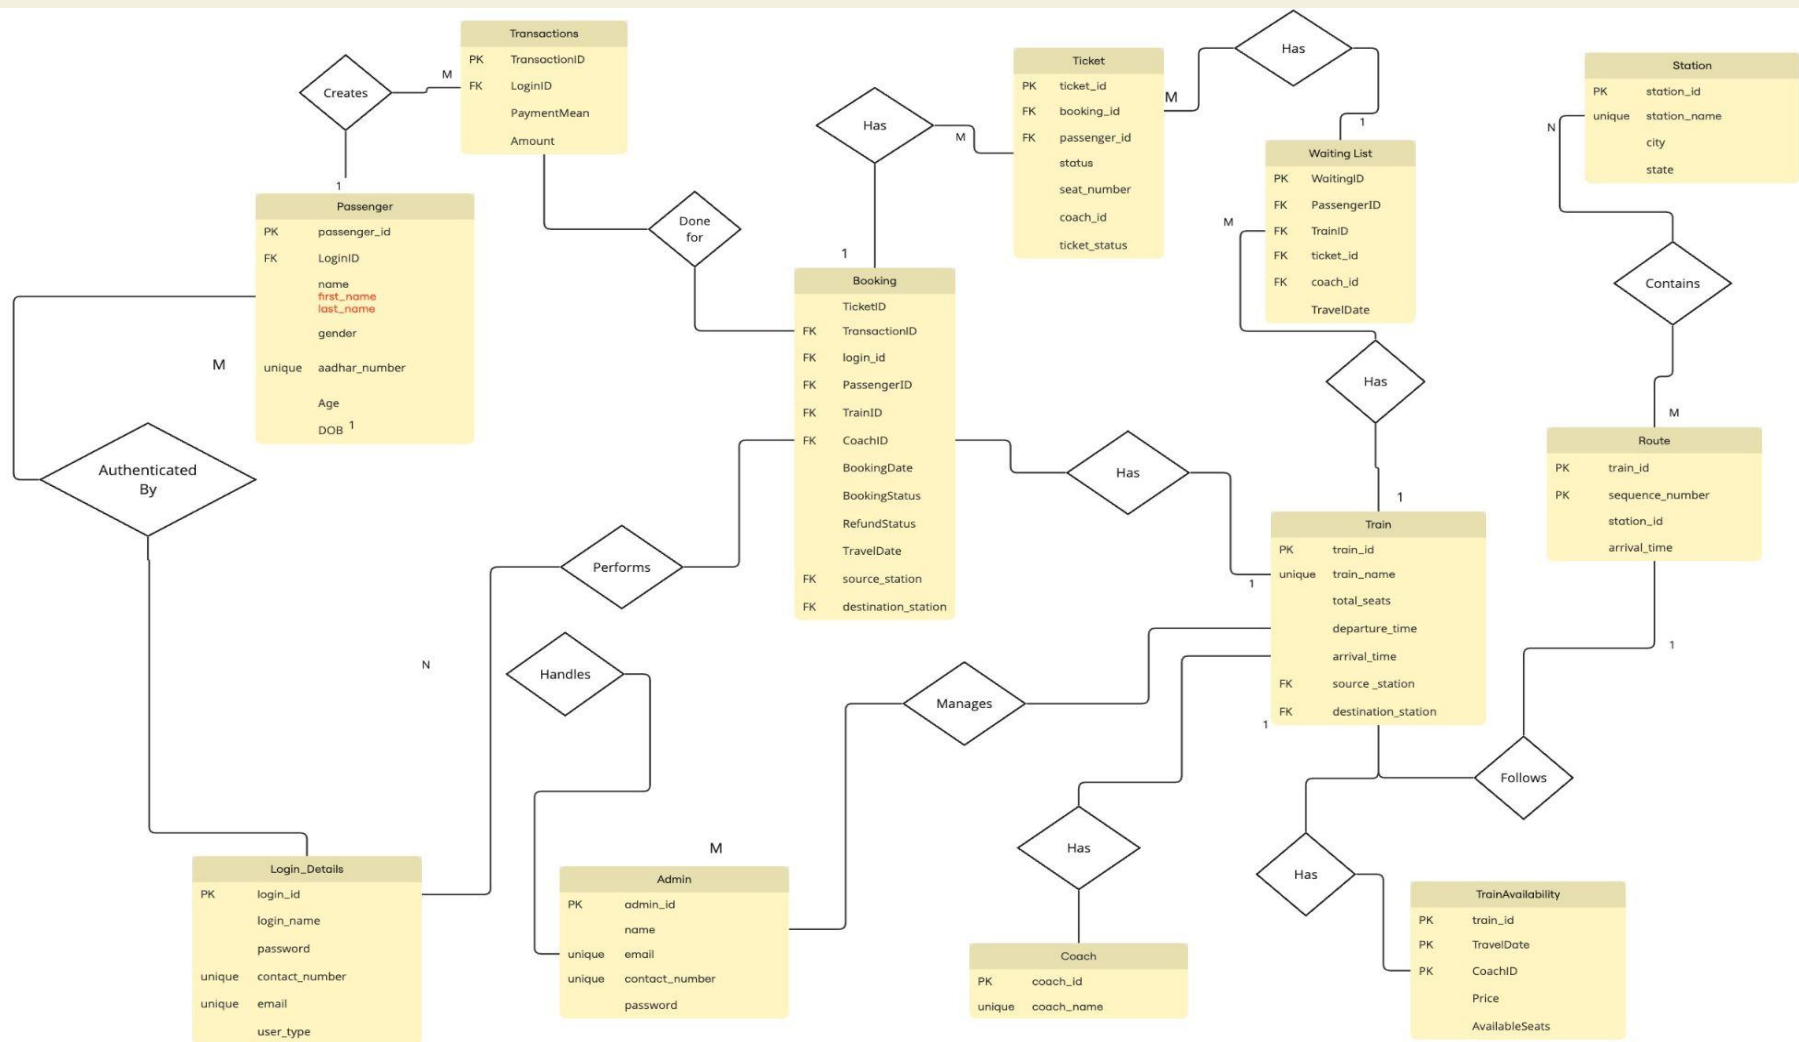 Transactions
PK TransactionID
FK LoginID
PaymentMean
Amount
Creates
M
1
Passenger
PK passenger_id
FK LoginID
name
first_name
last_name
gender
unique aadhar_number
Age
DOB 1
M
Authenticated
By
Login_Details
PK login_id
login_name
password
unique contact_number
unique email
user_type
Done
for
Has
M
1
Booking
TicketID
FK TransactionID
FK login_id
FK PassengerID
FK TrainID
FK CoachID
BookingDate
BookingStatus
RefundStatus
TravelDate
FK source_station
FK destination_station
Performs
N
Handles
M
Admin
PK admin_id
name
unique email
unique contact_number
password
Manages
Ticket
PK ticket_id
FK booking_id
FK passenger_id
status
seat_number
coach_id
ticket_status
M
Has
1
Waiting List
PK WaitingID
FK PassengerID
FK TrainID
FK ticket_id
FK coach_id
TravelDate
M
Has
1
Has
1
Train
PK train_id
unique train_name
total_seats
departure_time
arrival_time
FK source _station
FK destination_station
1
Has
Coach
PK coach_id
unique coach_name
Station
PK station_id
unique station_name
city
state
N
Contains
M
Route
PK train_id
PK sequence_number
station_id
arrival_time
1
Follows
Has
TrainAvailability
PK train_id
PK TravelDate
PK CoachID
Price
AvailableSeats